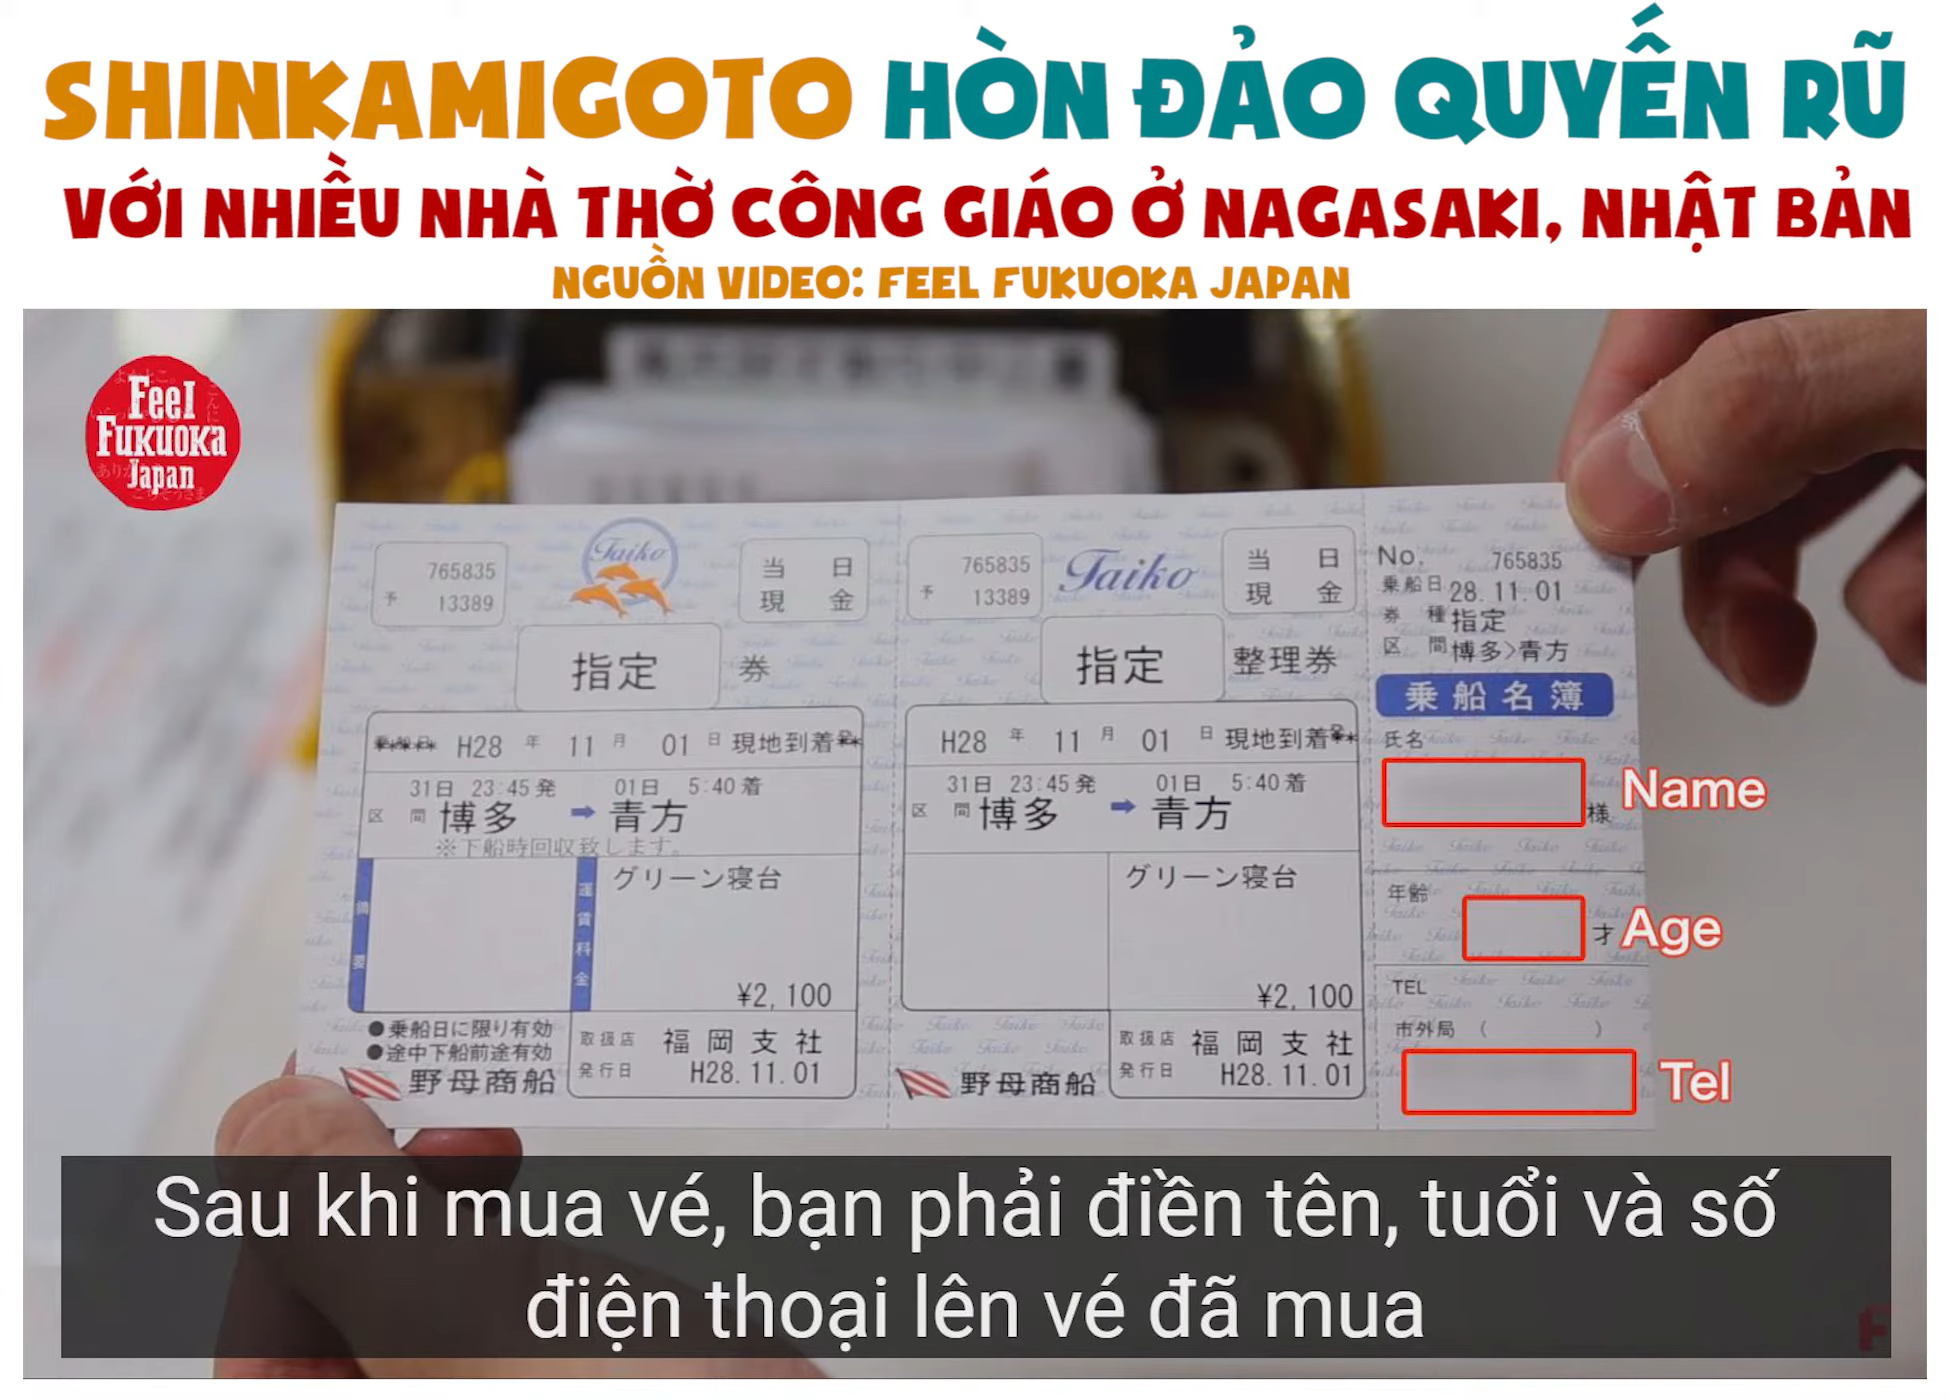 SHINKAMIGOTO HÒN ĐẢO QUYẾN RŨ
VỚI NHIỀU NHÀ THỜ CÔNG GIÁO Ở NAGASAKI, NHẬT BẢN
NGUỒN VIDEO: FEEL FUKUOKA JAPAN
Feel
FUKUOKA
Japan
765835
予 13389
Taiko
当日
現金
指定 券
H28 年 11 月 01 日 現地到着**
31日 23:45発 01日 5:40着
区間 博多 ➡ 青方
※下船時回収致します。
摘要
運賃料金
グリーン寝台
¥2,100
●乗船日に限り有効
●途中下船前途有効
野母商船
取扱店 福岡支社
発行日 H28.11.01
765835
予 13389
Taiko
当日
現金
指定 整理券
H28 年 11 月 01 日 現地到着**
31日 23:45発 01日 5:40着
区間 博多 ➡ 青方
グリーン寝台
¥2,100
野母商船
取扱店 福岡支社
発行日 H28.11.01
No. 765835
乗船日 28.11.01
券種 指定
区間 博多>青方
乗船名簿
氏名
様 Name
年齢
才 Age
TEL
市外局 ( )
Tel
Sau khi mua vé, bạn phải điền tên, tuổi và số
điện thoại lên vé đã mua